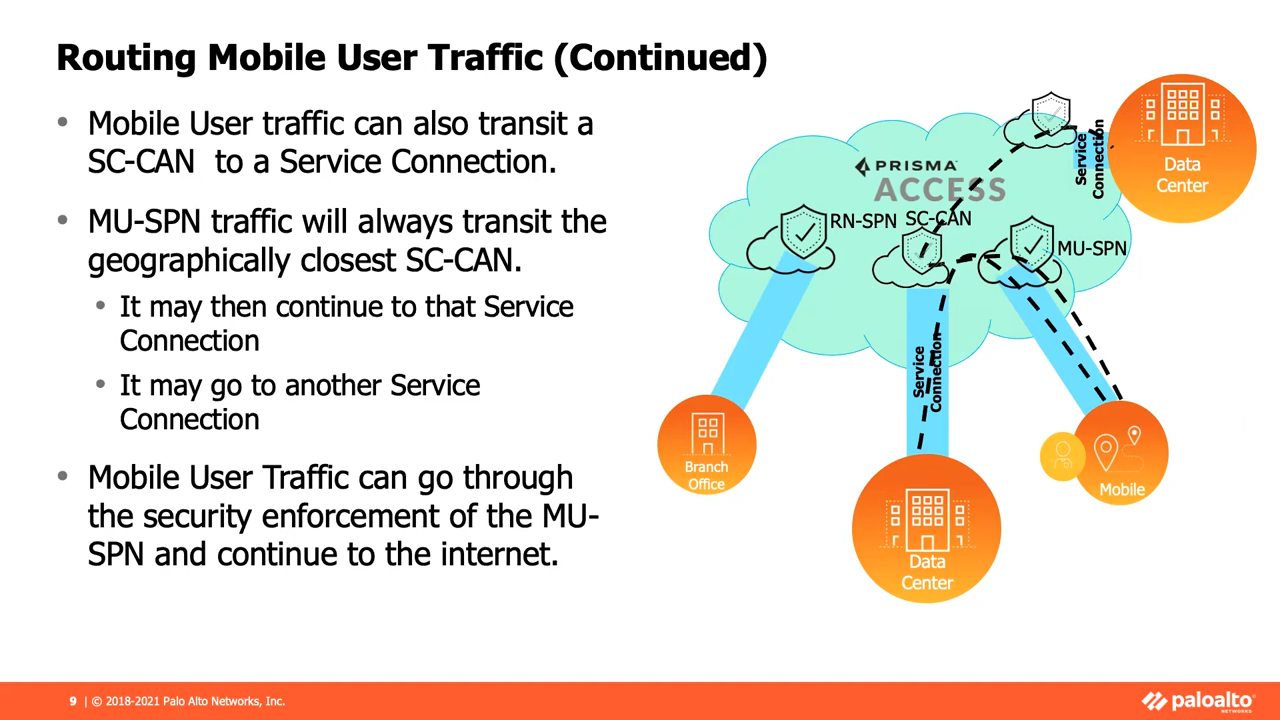 Routing Mobile User Traffic (Continued)
• Mobile User traffic can also transit a
SC-CAN to a Service Connection.
• MU-SPN traffic will always transit the
geographically closest SC-CAN.
• It may then continue to that Service
Connection
• It may go to another Service
Connection
• Mobile User Traffic can go through
the security enforcement of the MU-
SPN and continue to the internet.
PRISMA™
ACCESS
RN-SPN
SC-CAN
MU-SPN
Service
Connection
Data
Center
Service
Connection
Branch
Office
Data
Center
Mobile
9 | © 2018-2021 Palo Alto Networks, Inc.
paloalto®
NETWORKS